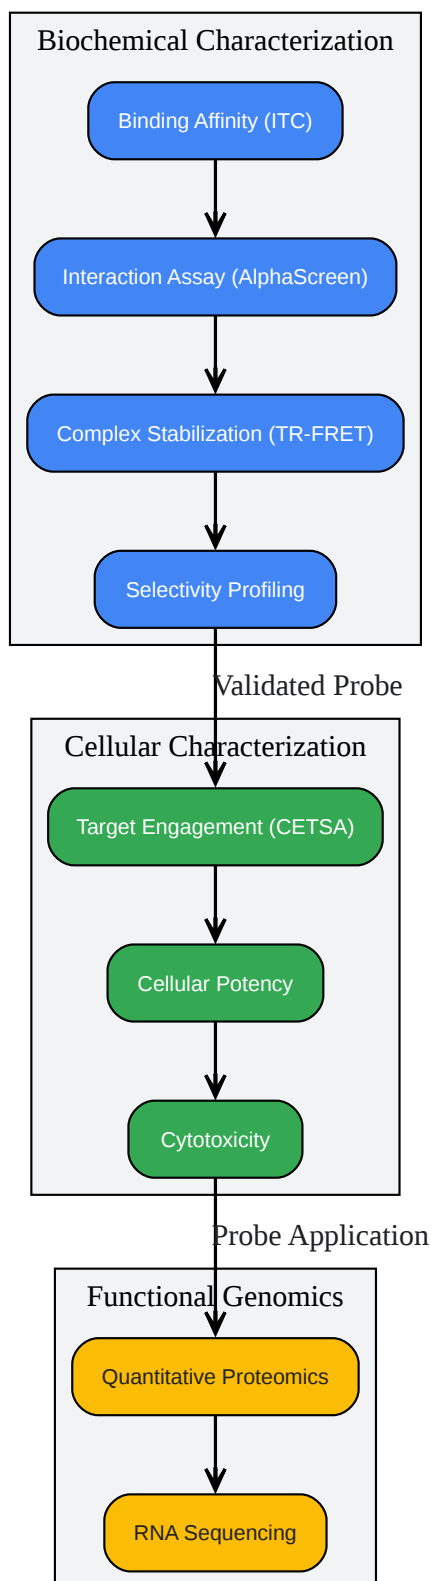 Biochemical Characterization
Binding Affinity (ITC)
Interaction Assay (AlphaScreen)
Complex Stabilization (TR-FRET)
Selectivity Profiling
Validated Probe
Cellular Characterization
Target Engagement (CETSA)
Cellular Potency
Cytotoxicity
Probe Application
Functional Genomics
Quantitative Proteomics
RNA Sequencing